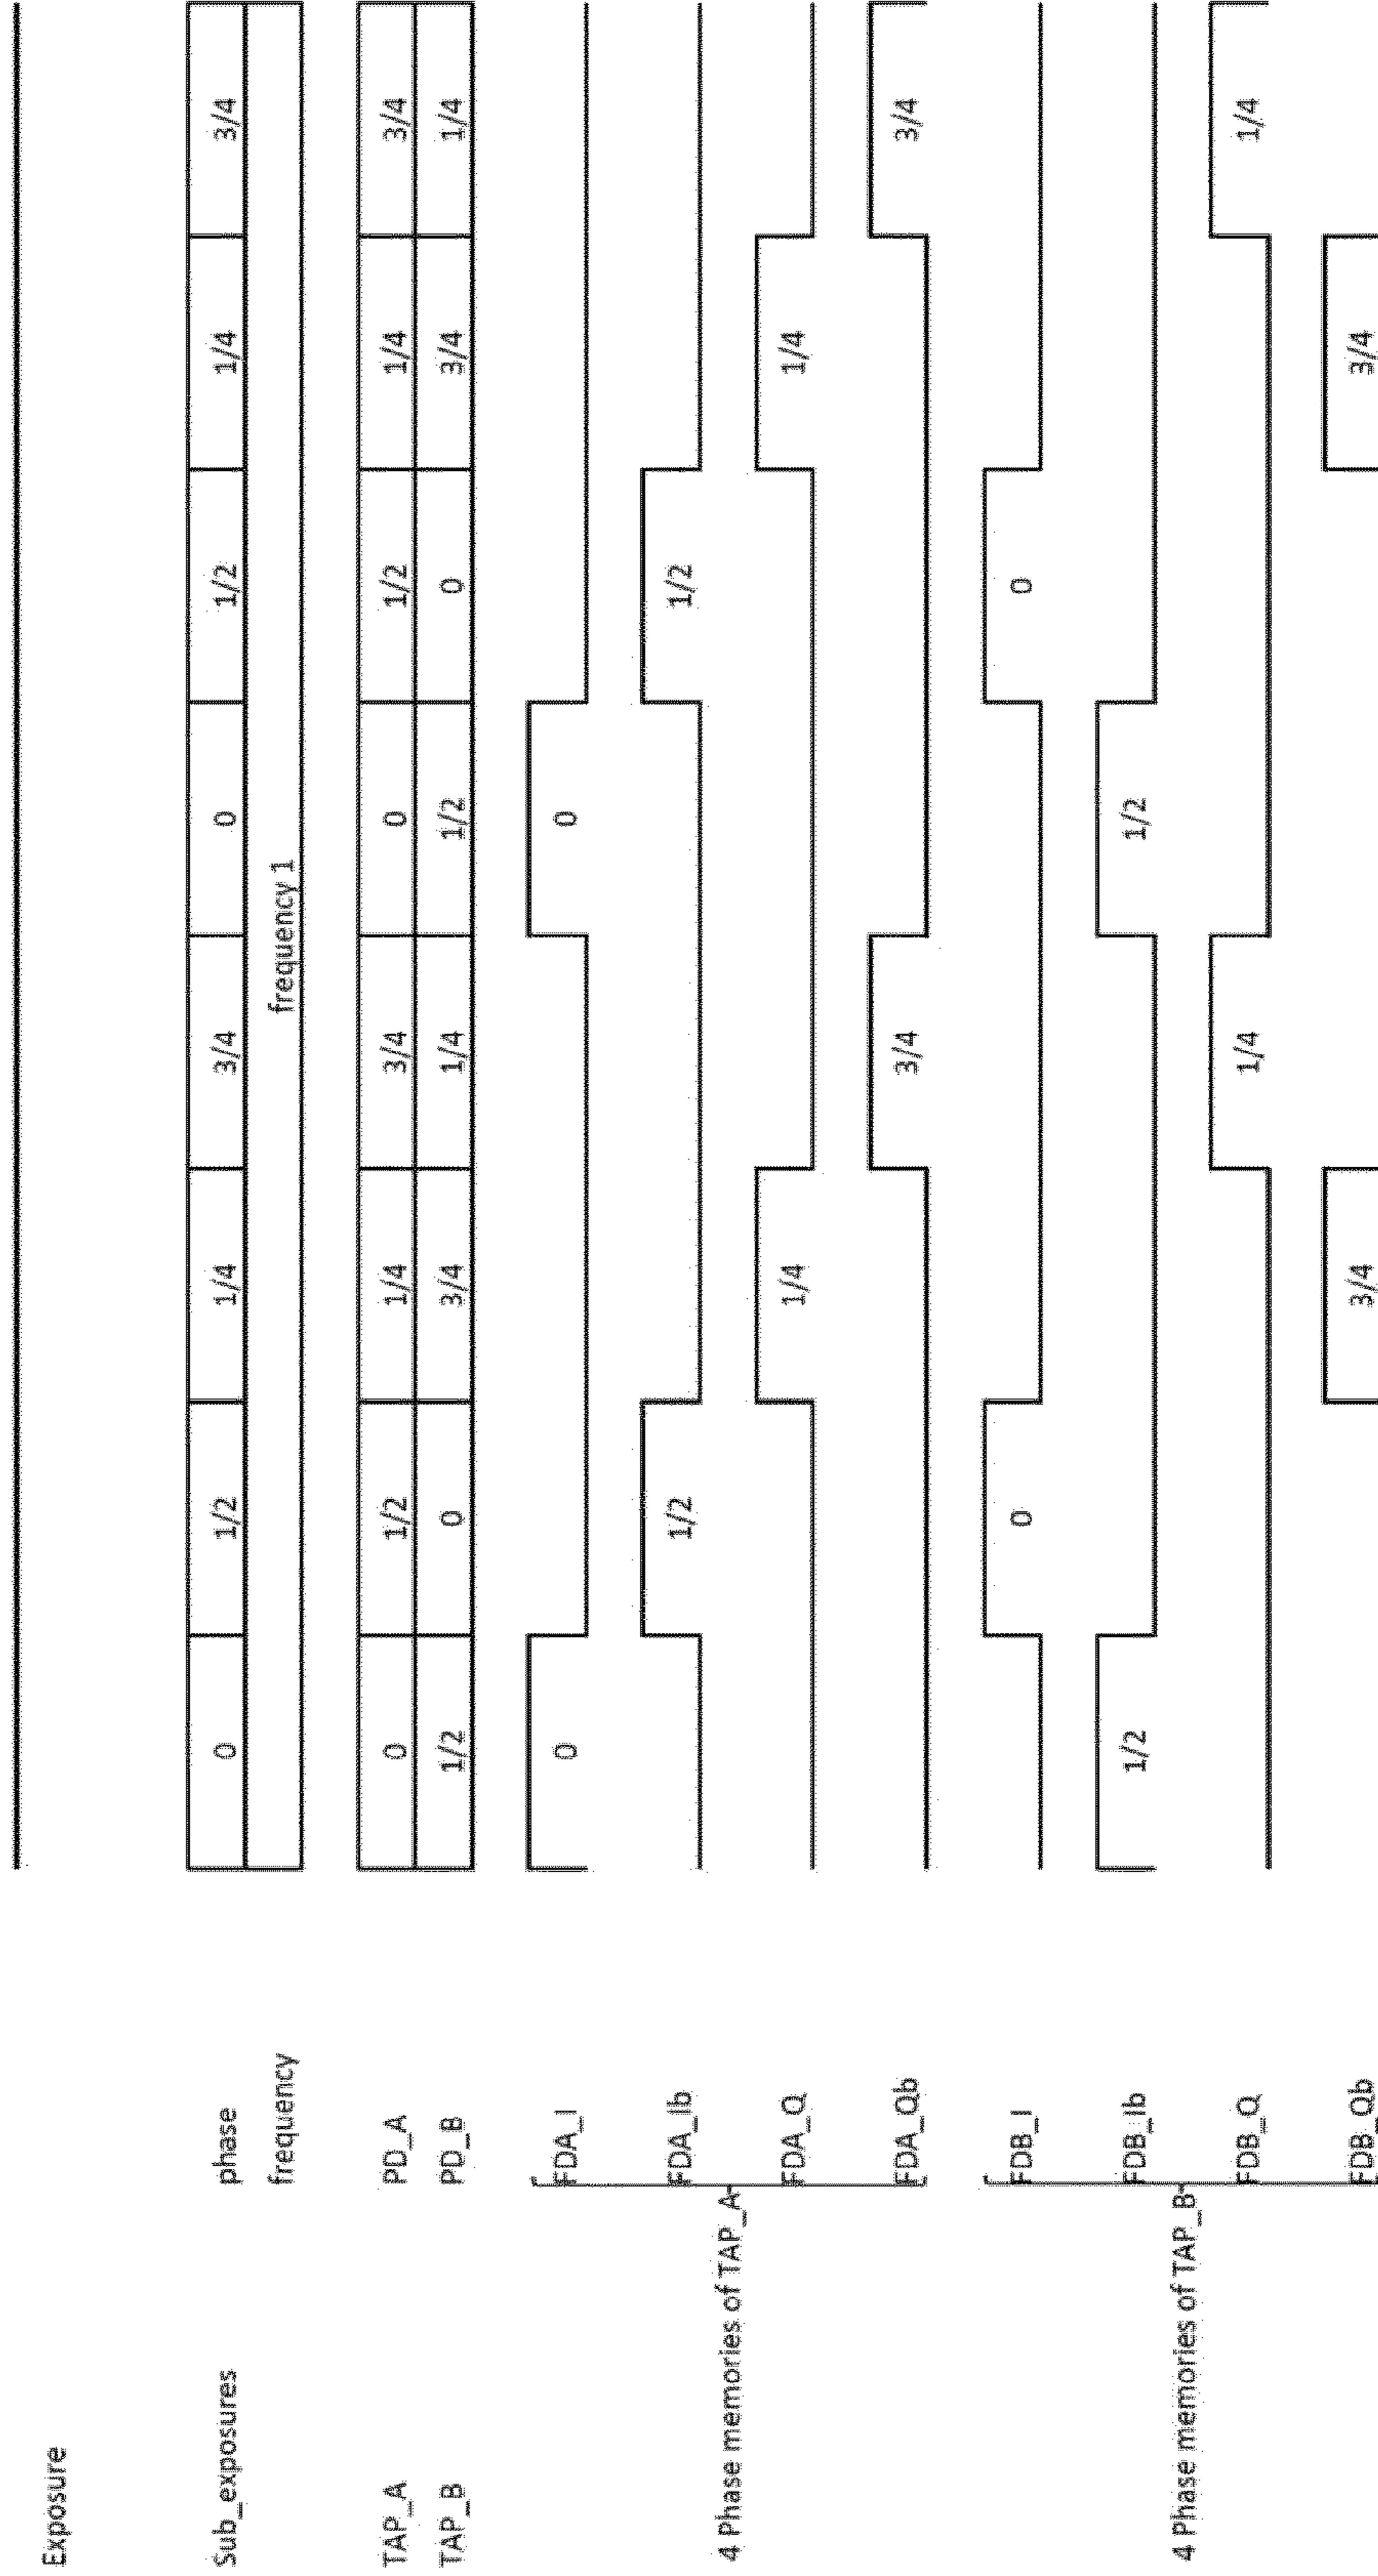 Exposure
Sub_exposures phase 0 1/2 1/4 3/4 0 1/2 1/4 3/4
frequency frequency 1
TAP_A PD_A 0 1/2 1/4 3/4 0 1/2 1/4 3/4
TAP_B PD_B 1/2 0 3/4 1/4 1/2 0 3/4 1/4
FDA_I 0 0
FDA_Ib 1/2 1/2
4 Phase memories of TAP_A
FDA_Q 1/4 1/4
FDA_Qb 3/4 3/4
FDB_I 0 0
FDB_Ib 1/2 1/2
4 Phase memories of TAP_B
FDB_Q 1/4 1/4
FDB_Qb 3/4 3/4